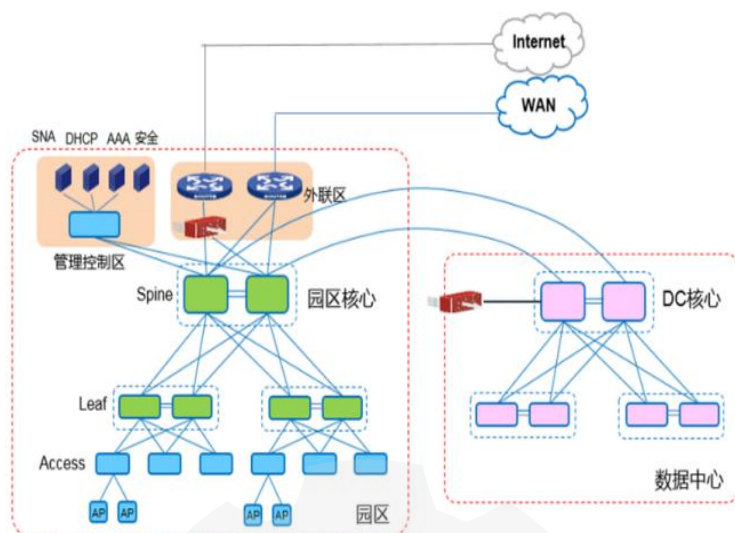 Internet
WAN
SNA DHCP AAA 安全
外联区
管理控制区
Spine
园区核心
DC核心
Leaf
Access
数据中心
AP AP AP AP
园区